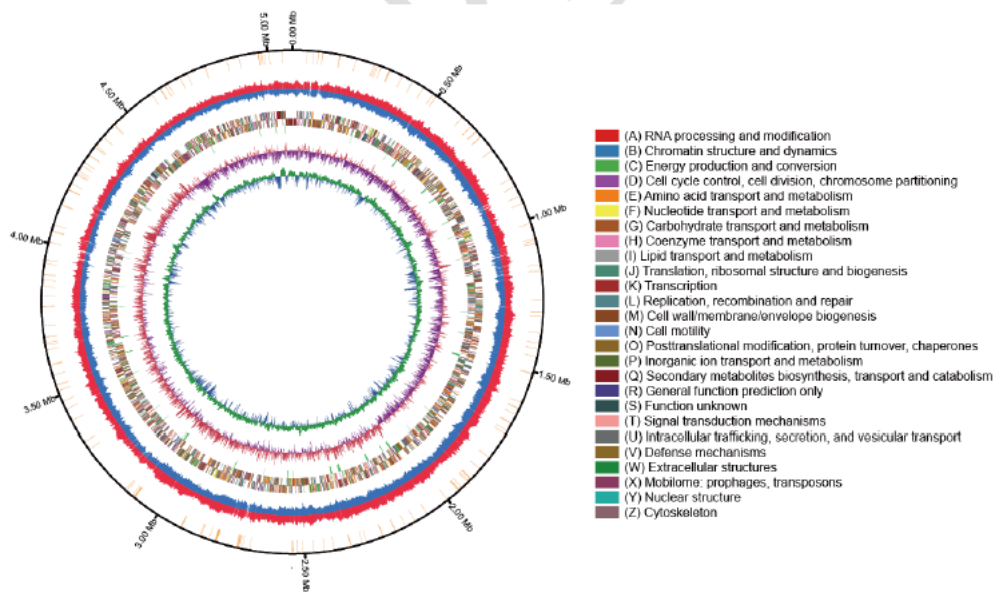 0.00 Mb
0.50 Mb
1.00 Mb
1.50 Mb
2.00 Mb
2.50 Mb
3.00 Mb
3.50 Mb
4.00 Mb
4.50 Mb
5.00 Mb
(A) RNA processing and modification
(B) Chromatin structure and dynamics
(C) Energy production and conversion
(D) Cell cycle control, cell division, chromosome partitioning
(E) Amino acid transport and metabolism
(F) Nucleotide transport and metabolism
(G) Carbohydrate transport and metabolism
(H) Coenzyme transport and metabolism
(I) Lipid transport and metabolism
(J) Translation, ribosomal structure and biogenesis
(K) Transcription
(L) Replication, recombination and repair
(M) Cell wall/membrane/envelope biogenesis
(N) Cell motility
(O) Posttranslational modification, protein turnover, chaperones
(P) Inorganic ion transport and metabolism
(Q) Secondary metabolites biosynthesis, transport and catabolism
(R) General function prediction only
(S) Function unknown
(T) Signal transduction mechanisms
(U) Intracellular trafficking, secretion, and vesicular transport
(V) Defense mechanisms
(W) Extracellular structures
(X) Mobilome: prophages, transposons
(Y) Nuclear structure
(Z) Cytoskeleton